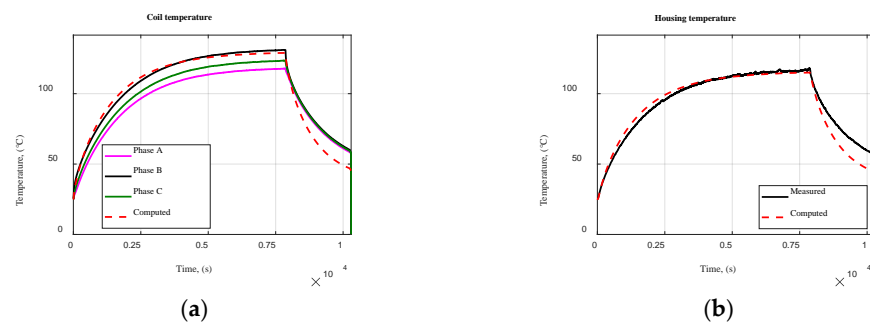 Coil temperature
Temperature, (°C)
100
50
0
Phase A
Phase B
Phase C
Computed
0
0.25
0.5
0.75
1
Time, (s)
× 10 4
(a)
Housing temperature
Temperature, (°C)
100
50
0
Measured
Computed
0
0.25
0.5
0.75
1
Time, (s)
× 10 4
(b)